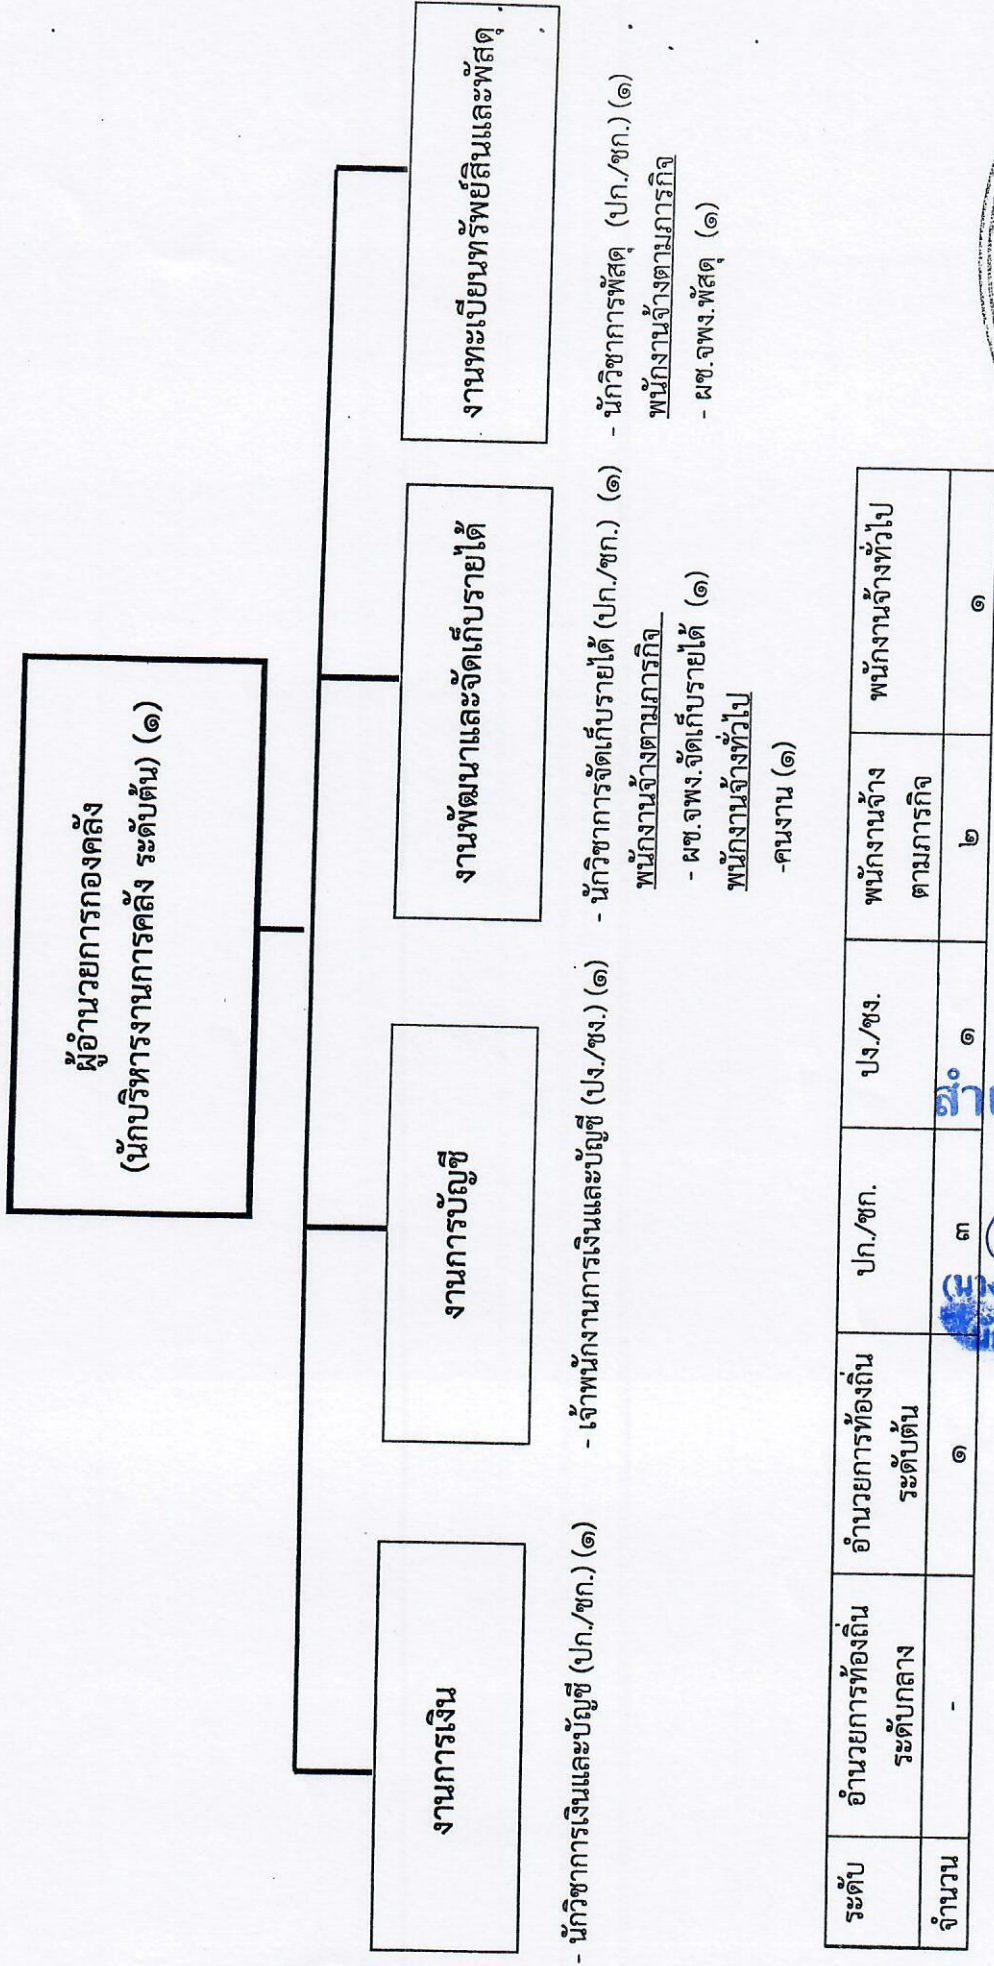 ผู้อำนวยการกองคลัง
(นักบริหารงานการคลัง ระดับต้น) (๑)
งานการเงิน
- นักวิชาการเงินและบัญชี (ปก./ชก.) (๑)
งานการบัญชี
- เจ้าพนักงานการเงินและบัญชี (ปง./ชง.) (๑)
งานพัฒนาและจัดเก็บรายได้
- นักวิชาการจัดเก็บรายได้ (ปก./ชก.) (๑)
พนักงานจ้างตามภารกิจ
- ผช.จพง.จัดเก็บรายได้ (๑)
พนักงานจ้างทั่วไป
-คนงาน (๑)
งานทะเบียนทรัพย์สินและพัสดุ
- นักวิชาการพัสดุ (ปก./ชก.) (๑)
พนักงานจ้างตามภารกิจ
- ผช.จพง.พัสดุ (๑)
ระดับ อำนวยการท้องถิ่น ระดับกลาง อำนวยการท้องถิ่น ระดับต้น ปก./ชก. ปง./ชง. พนักงานจ้าง ตามภารกิจ พนักงานจ้างทั่วไป
จำนวน - ๑ ๓ ๑ ๒ ๑